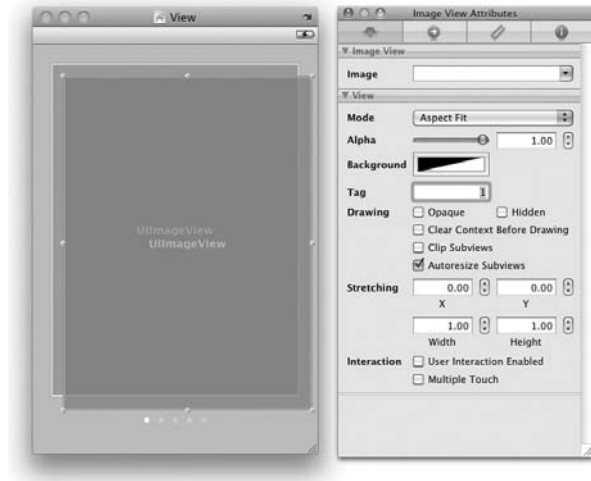 View
UIImageView
UIImageView
Image View Attributes
Image View
Image
View
Mode Aspect Fit
Alpha 1.00
Background
Tag 1
Drawing Opaque Hidden
Clear Context Before Drawing
Clip Subviews
Autoresize Subviews
Stretching 0.00 0.00
X Y
1.00 1.00
Width Height
Interaction User Interaction Enabled
Multiple Touch